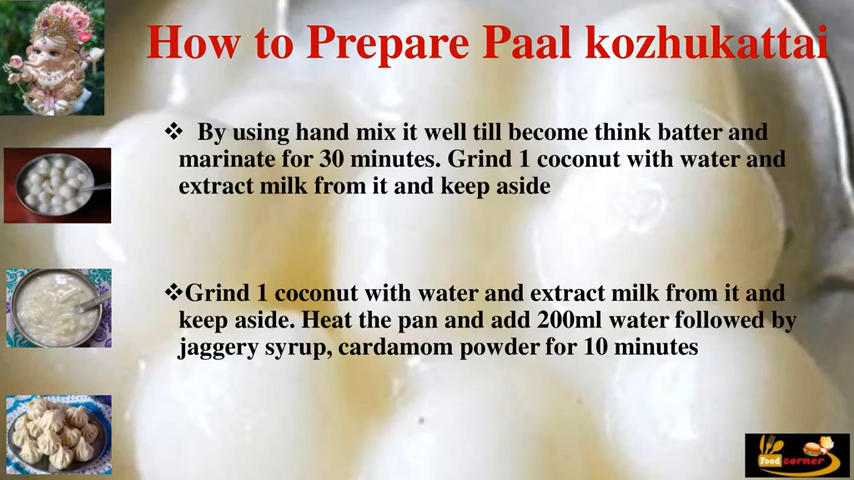 How to Prepare Paal kozhukattai
❖ By using hand mix it well till become think batter and
marinate for 30 minutes. Grind 1 coconut with water and
extract milk from it and keep aside
❖Grind 1 coconut with water and extract milk from it and
keep aside. Heat the pan and add 200ml water followed by
jaggery syrup, cardamom powder for 10 minutes
Food corner